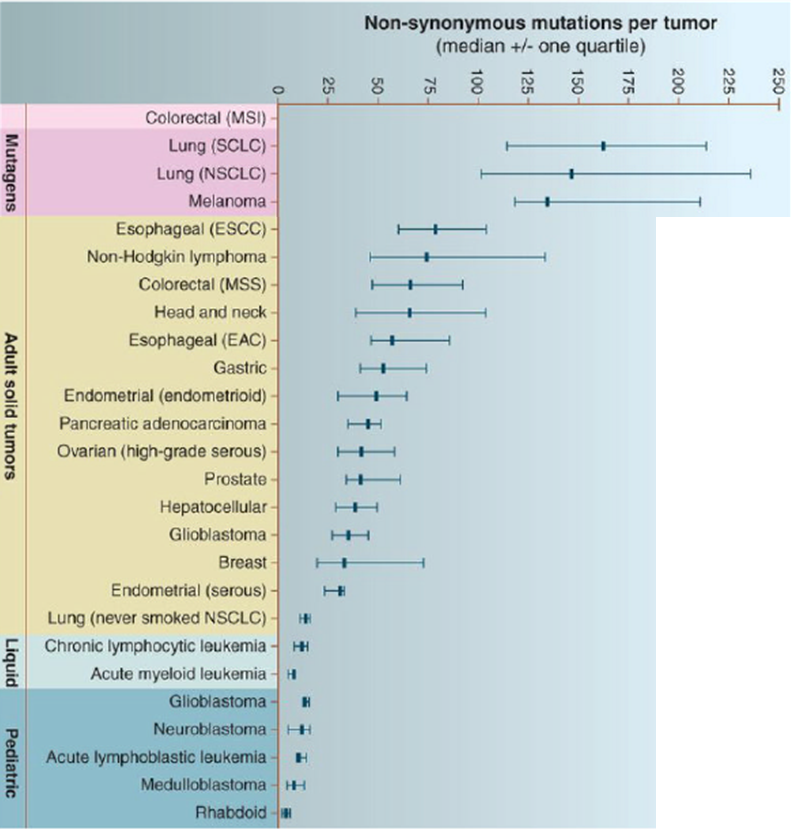 Non-synonymous mutations per tumor
(median +/- one quartile)
0 25 50 75 100 125 150 175 200 225 250
Mutagens
Colorectal (MSI)
Lung (SCLC)
Lung (NSCLC)
Melanoma
Adult solid tumors
Esophageal (ESCC)
Non-Hodgkin lymphoma
Colorectal (MSS)
Head and neck
Esophageal (EAC)
Gastric
Endometrial (endometrioid)
Pancreatic adenocarcinoma
Ovarian (high-grade serous)
Prostate
Hepatocellular
Glioblastoma
Breast
Endometrial (serous)
Lung (never smoked NSCLC)
Liquid
Chronic lymphocytic leukemia
Acute myeloid leukemia
Pediatric
Glioblastoma
Neuroblastoma
Acute lymphoblastic leukemia
Medulloblastoma
Rhabdoid